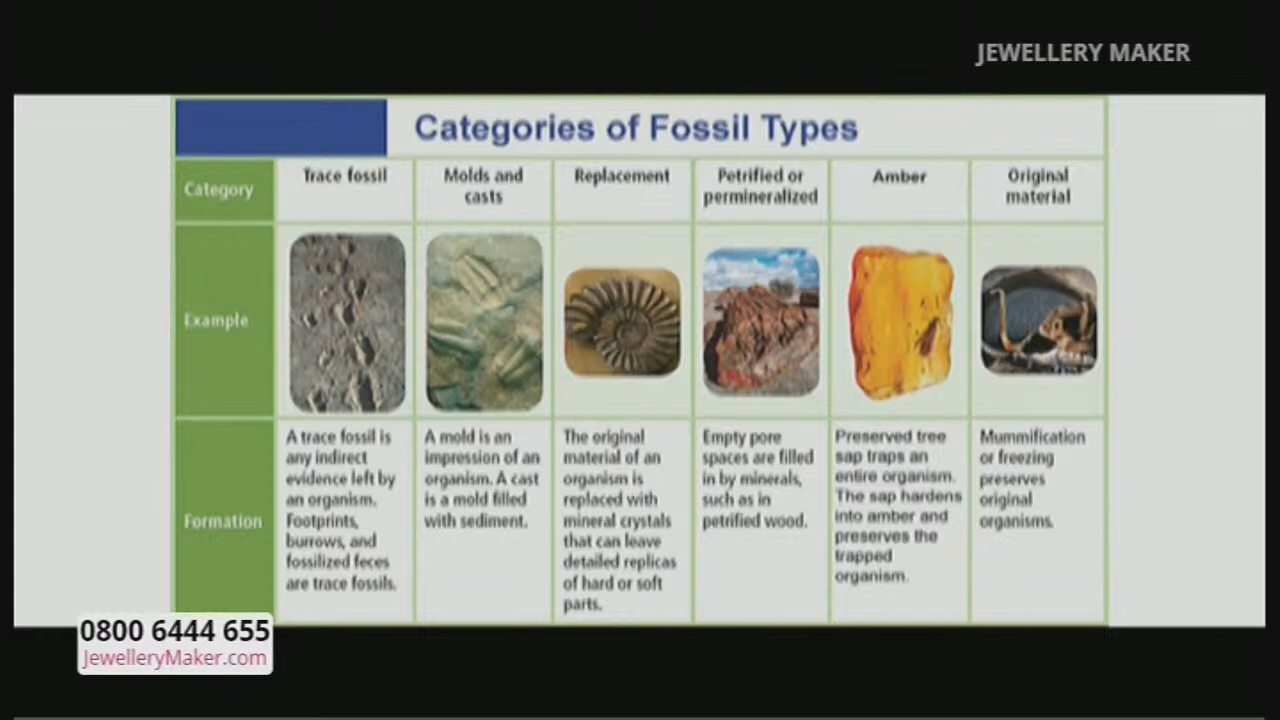 JEWELLERY MAKER
Categories of Fossil Types
Category
Trace fossil
Molds and
casts
Replacement
Petrified or
permineralized
Amber
Original
material
Example
Formation
A trace fossil is
any indirect
evidence left by
an organism.
Footprints,
burrows, and
fossilized feces
are trace fossils.
A mold is an
impression of an
organism. A cast
is a mold filled
with sediment.
The original
material of an
organism is
replaced with
mineral crystals
that can leave
detailed replicas
of hard or soft
parts.
Empty pore
spaces are filled
in by minerals,
such as in
petrified wood.
Preserved tree
sap traps an
entire organism.
The sap hardens
into amber and
preserves the
trapped
organism.
Mummification
or freezing
preserves
original
organisms.
0800 6444 655
JewelleryMaker.com